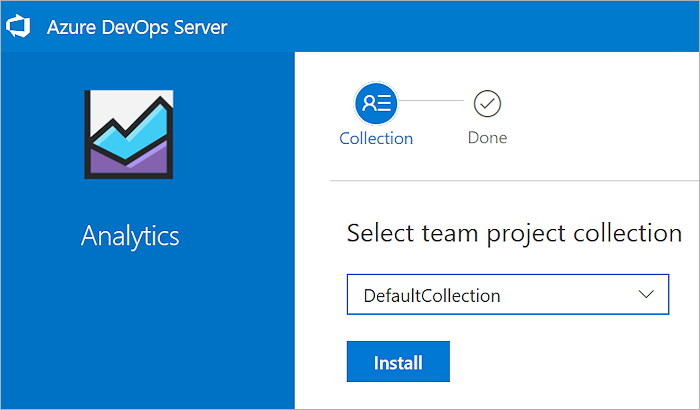 Azure DevOps Server
Analytics
Collection
Done
Select team project collection
DefaultCollection
Install